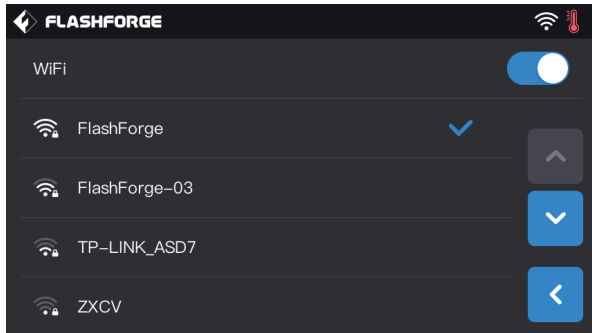 FLASHFORGE
WiFi
FlashForge
FlashForge-03
TP-LINK_ASD7
ZXCV